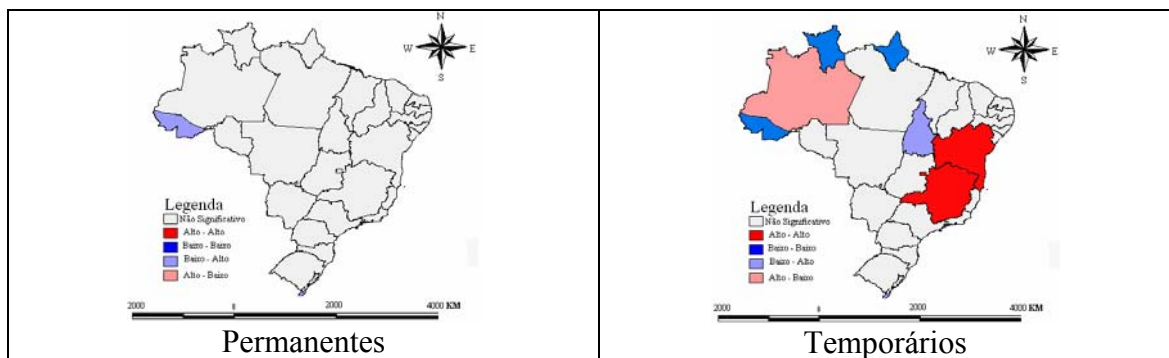 N
W E
S
Legenda
Não Significativo
Alto - Alto
Baixo - Baixo
Baixo - Alto
Alto - Baixo
2000 0 2000 4000 KM
Permanentes
N
W E
S
Legenda
Não Significativo
Alto - Alto
Baixo - Baixo
Baixo - Alto
Alto - Baixo
2000 0 2000 4000 KM
Temporários